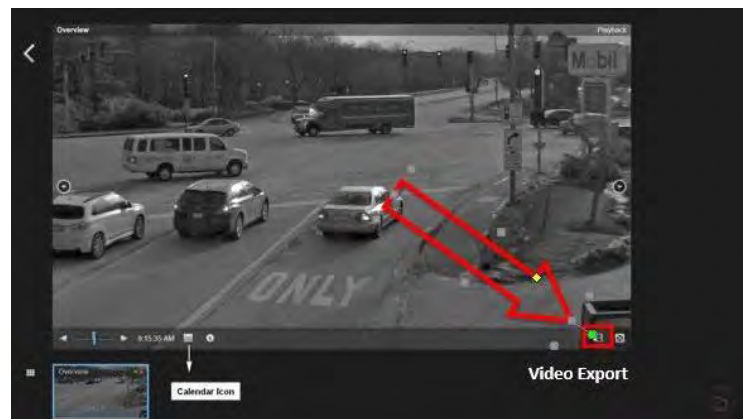 Overview
Playback
Mobil
ONLY
9:15:35 AM
Overview
Calendar Icon
Video Export